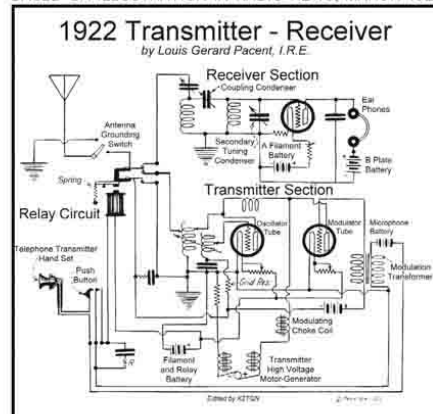 1922 Transmitter - Receiver
by Louis Gerard Pacent, I.R.E.
Receiver Section
Coupling Condenser
Antenna
Grounding
Switch
Ear
Phones
Secondary
Tuning
Condenser
A Filament
Battery
B Plate
Battery
Spring
Transmitter Section
Relay Circuit
Oscillator
Tube
Modulator
Tube
Microphone
Battery
Telephone Transmitter
Hand Set
Push
Button
Grid Res.
Modulation
Transformer
Modulating
Choke Coil
Filament
and Relay
Battery
Transmitter
High Voltage
Motor-Generator
Edited by K2TQN